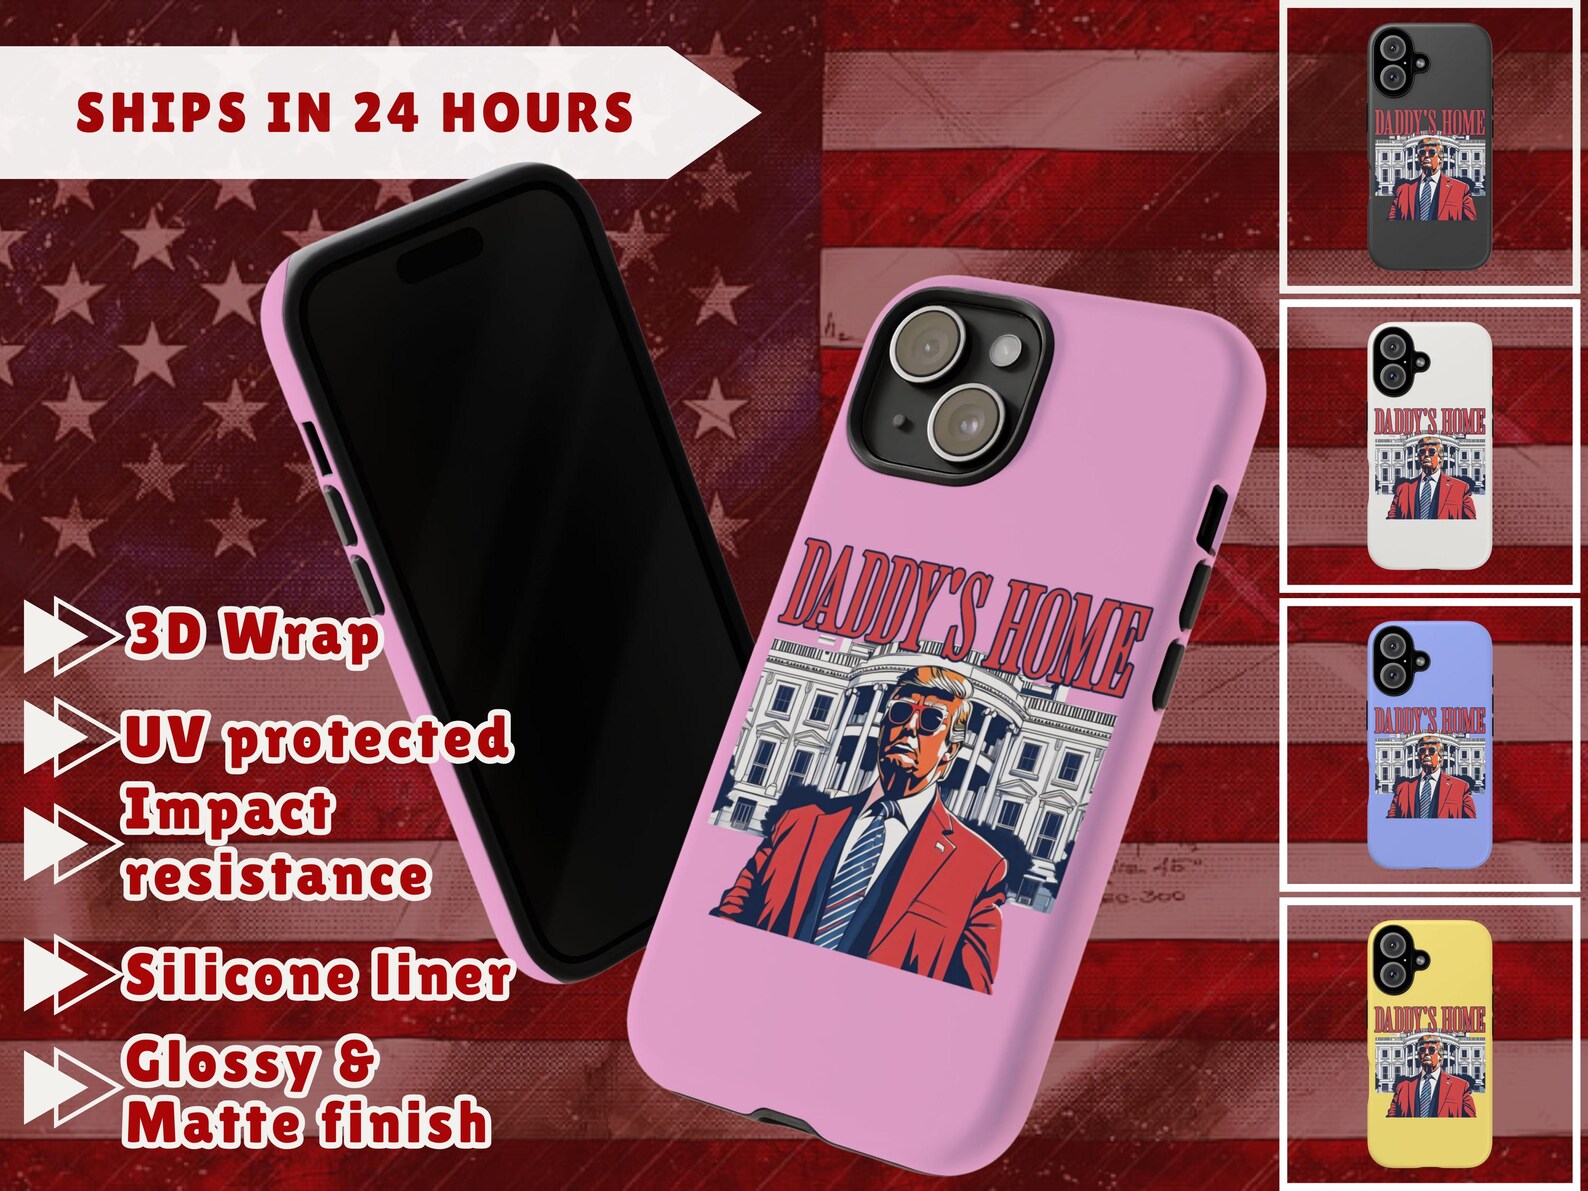 SHIPS IN 24 HOURS
3D Wrap
UV protected
Impact
resistance
Silicone liner
Glossy &
Matte finish
DADDY'S HOME
DADDY'S HOME
DADDY'S HOME
DADDY'S HOME
DADDY'S HOME